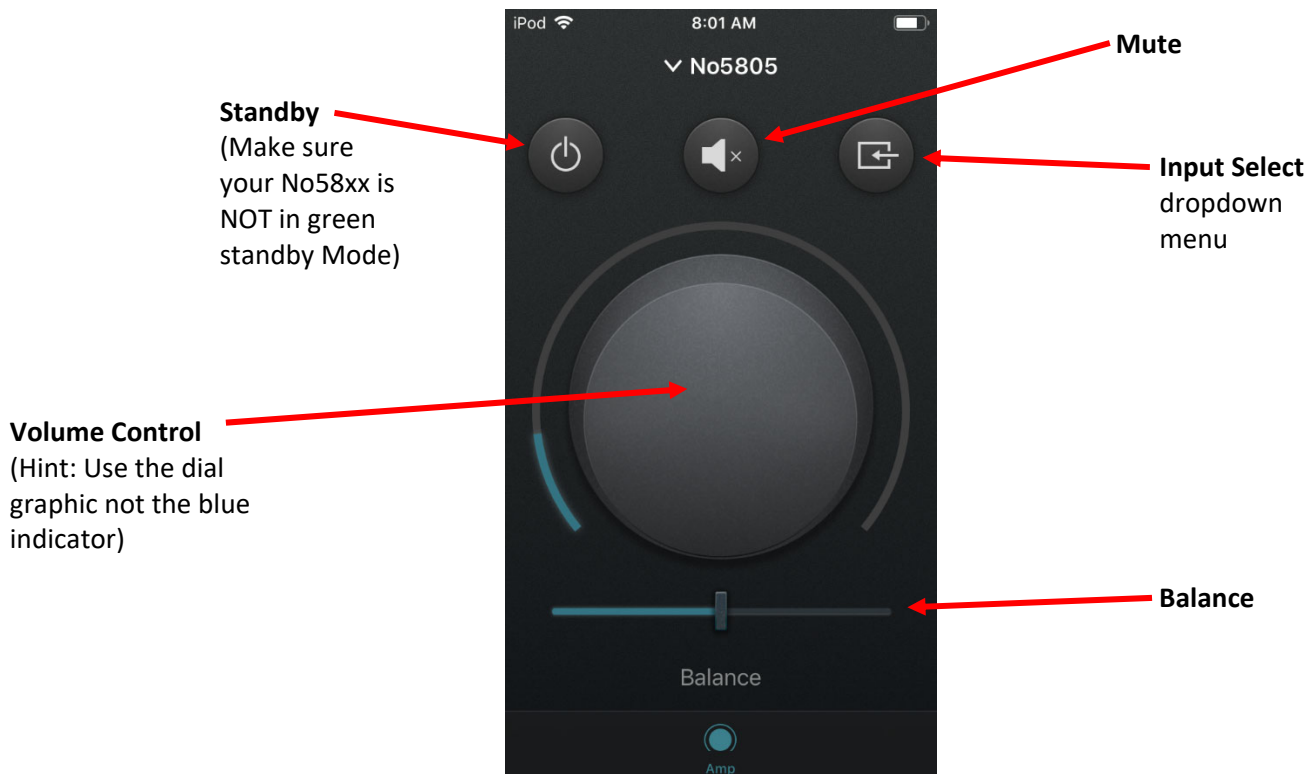 iPod 8:01 AM
No5805
Mute
Standby
(Make sure
your No58xx is
NOT in green
standby Mode)
Input Select
dropdown
menu
Volume Control
(Hint: Use the dial
graphic not the blue
indicator)
Balance
Balance
Amp